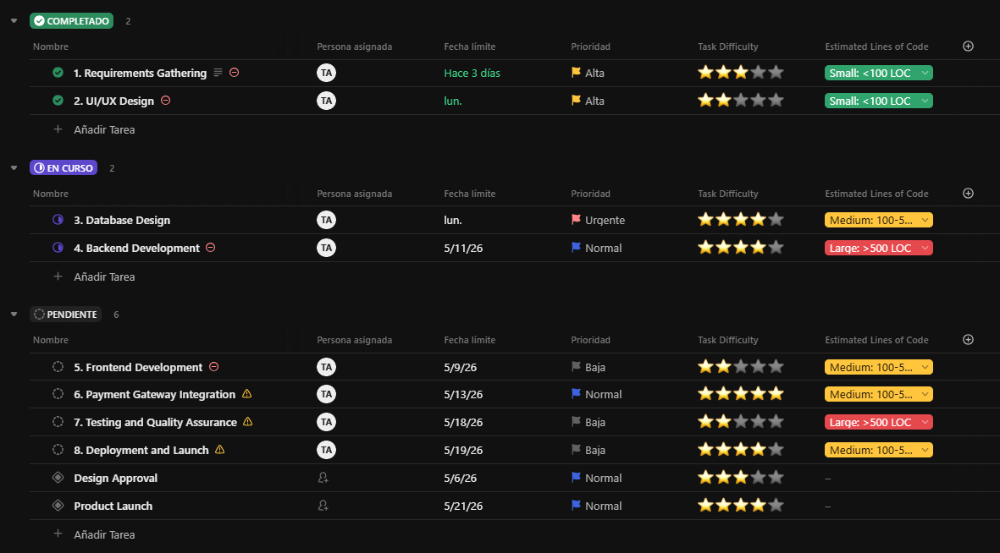 COMPLETADO 2
Nombre Persona asignada Fecha límite Prioridad Task Difficulty Estimated Lines of Code
1. Requirements Gathering TA Hace 3 días Alta Small: <100 LOC
2. UI/UX Design TA lun. Alta Small: <100 LOC
Añadir Tarea
EN CURSO 2
Nombre Persona asignada Fecha límite Prioridad Task Difficulty Estimated Lines of Code
3. Database Design TA lun. Urgente Medium: 100-5...
4. Backend Development TA 5/11/26 Normal Large: >500 LOC
Añadir Tarea
PENDIENTE 6
Nombre Persona asignada Fecha límite Prioridad Task Difficulty Estimated Lines of Code
5. Frontend Development TA 5/9/26 Baja Medium: 100-5...
6. Payment Gateway Integration TA 5/13/26 Normal Medium: 100-5...
7. Testing and Quality Assurance TA 5/18/26 Baja Large: >500 LOC
8. Deployment and Launch TA 5/19/26 Baja Medium: 100-5...
Design Approval 5/6/26 Normal –
Product Launch 5/21/26 Normal –
Añadir Tarea